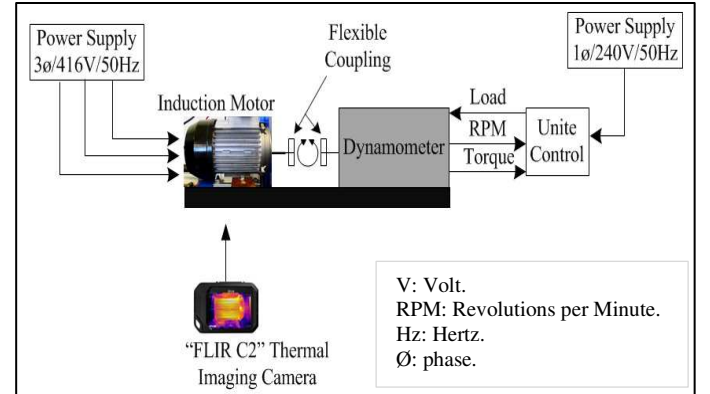 Power Supply
3ø/416V/50Hz
Flexible
Coupling
Power Supply
1ø/240V/50Hz
Induction Motor
Dynamometer
Load
RPM
Torque
Unite
Control
“FLIR C2” Thermal
Imaging Camera
V: Volt.
RPM: Revolutions per Minute.
Hz: Hertz.
Ø: phase.